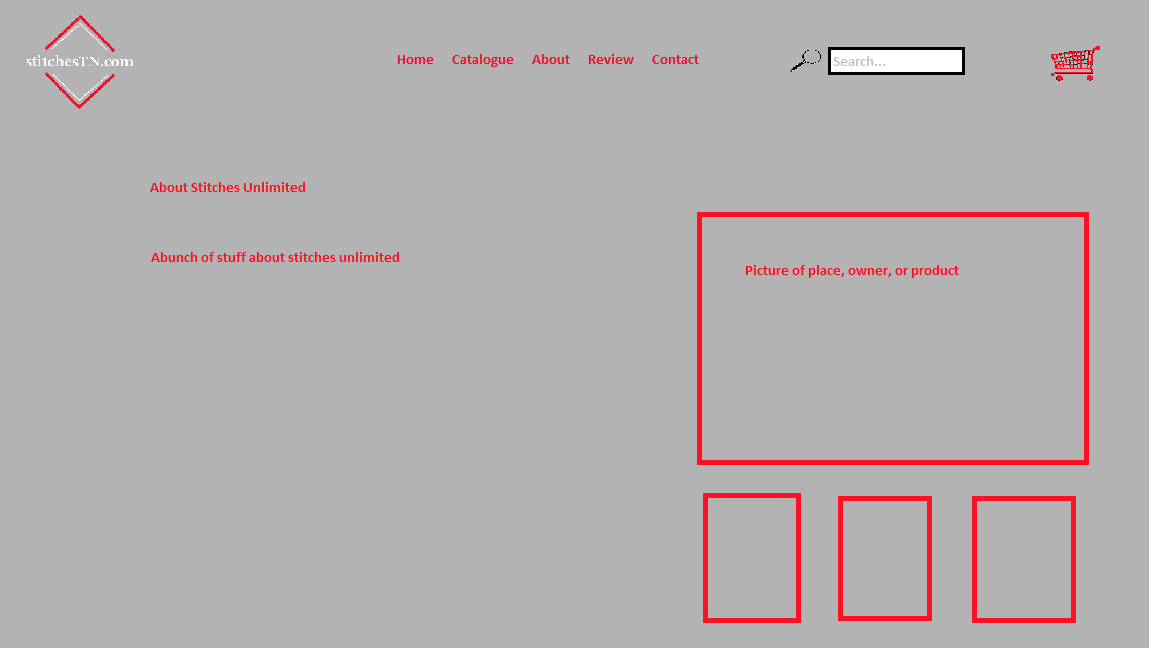 stitchesTN.com
Home Catalogue About Review Contact
Search...
About Stitches Unlimited
Abunch of stuff about stitches unlimited
Picture of place, owner, or product